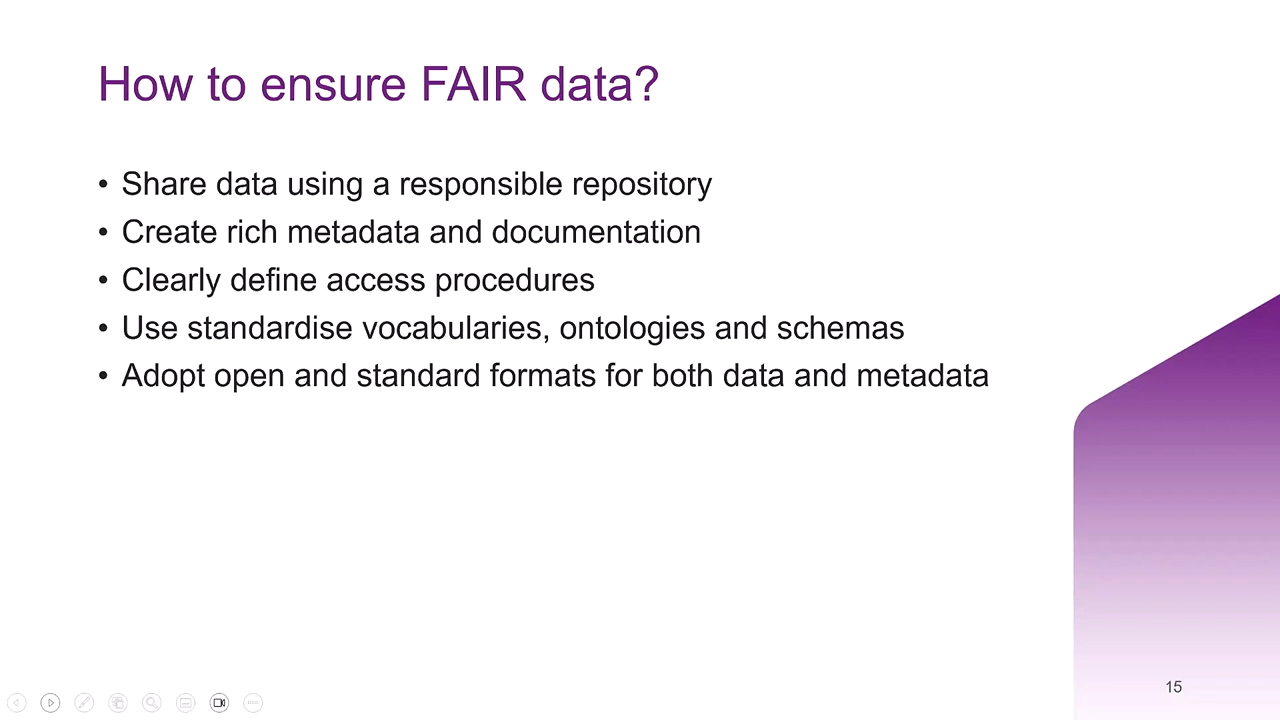 How to ensure FAIR data?
• Share data using a responsible repository
• Create rich metadata and documentation
• Clearly define access procedures
• Use standardise vocabularies, ontologies and schemas
• Adopt open and standard formats for both data and metadata
15